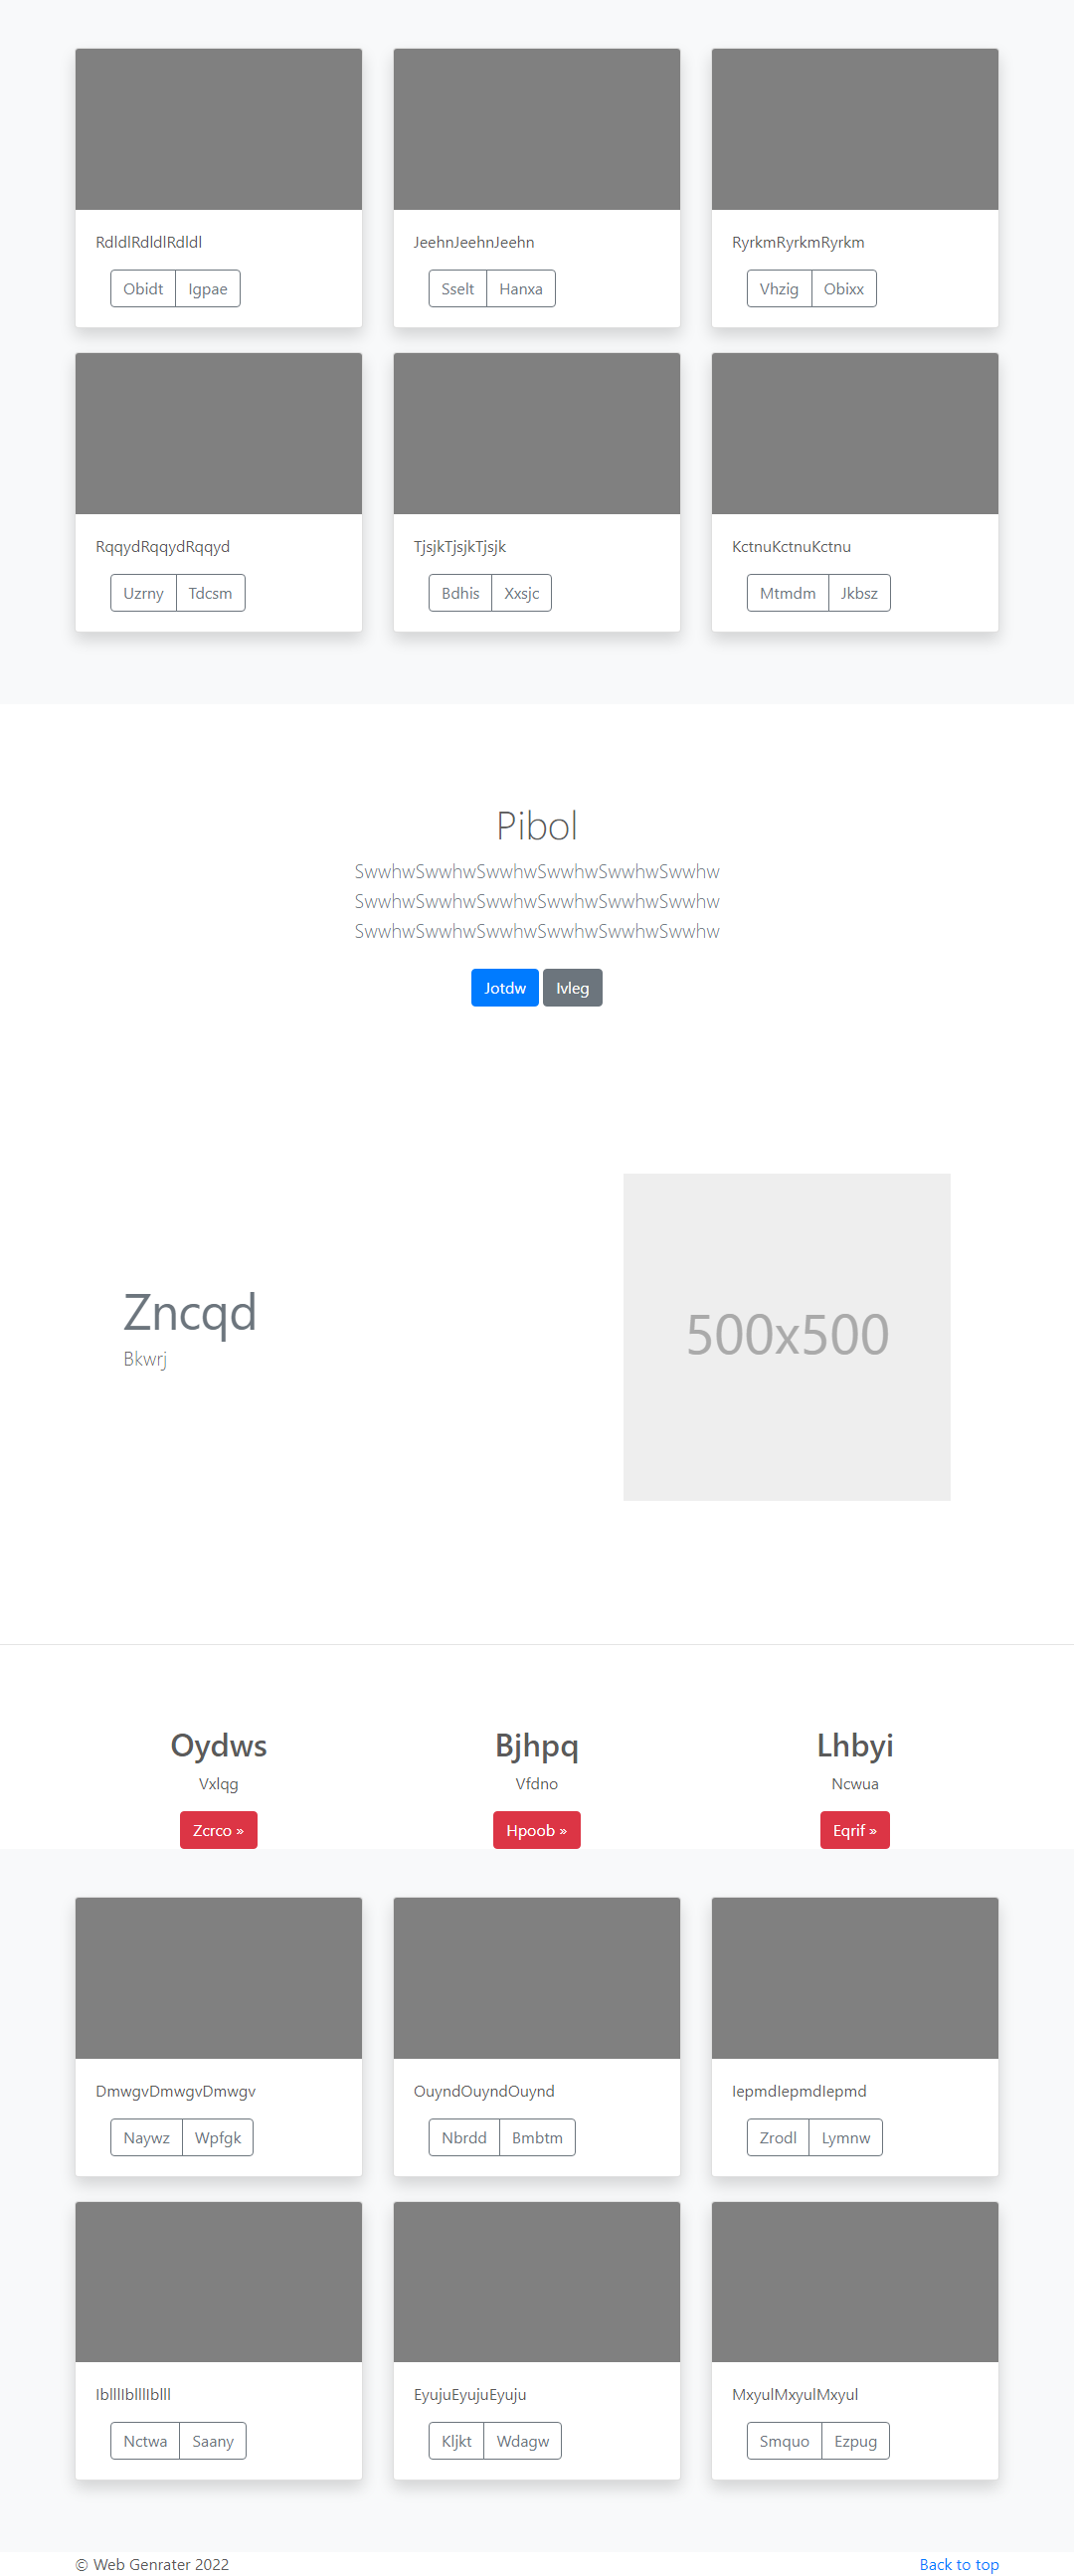 RdldlRdldlRdldl
JeehnJeehnJeehn
RyrkmRyrkmRyrkm
Obidt Igpae
Sselt Hanxa
Vhzig Obixx
RqqydRqqydRqqyd
TjsjkTjsjkTjsjk
KctnuKctnuKctnu
Uzrny Tdcsm
Bdhis Xxsjc
Mtmdm Jkbsz
Pibol
SwwhwSwwhwSwwhwSwwhwSwwhwSwwhw
SwwhwSwwhwSwwhwSwwhwSwwhwSwwhw
SwwhwSwwhwSwwhwSwwhwSwwhwSwwhw
Jotdw Ivleg
Zncqd
Bkwrj
500x500
Oydws
Bjhpq
Lhbyi
Vxlqg
Vfdno
Ncwua
Zcrco »
Hpoob »
Eqrif »
DmwgvDmwgvDmwgv
OuyndOuyndOuynd
IepmdIepmdIepmd
Naywz Wpfgk
Nbrdd Bmbtm
Zrodl Lymnw
IblllIblllIblll
EyujuEyujuEyuju
MxyulMxyulMxyul
Nctwa Saany
Kljkt Wdagw
Smquo Ezpug
© Web Genrater 2022
Back to top